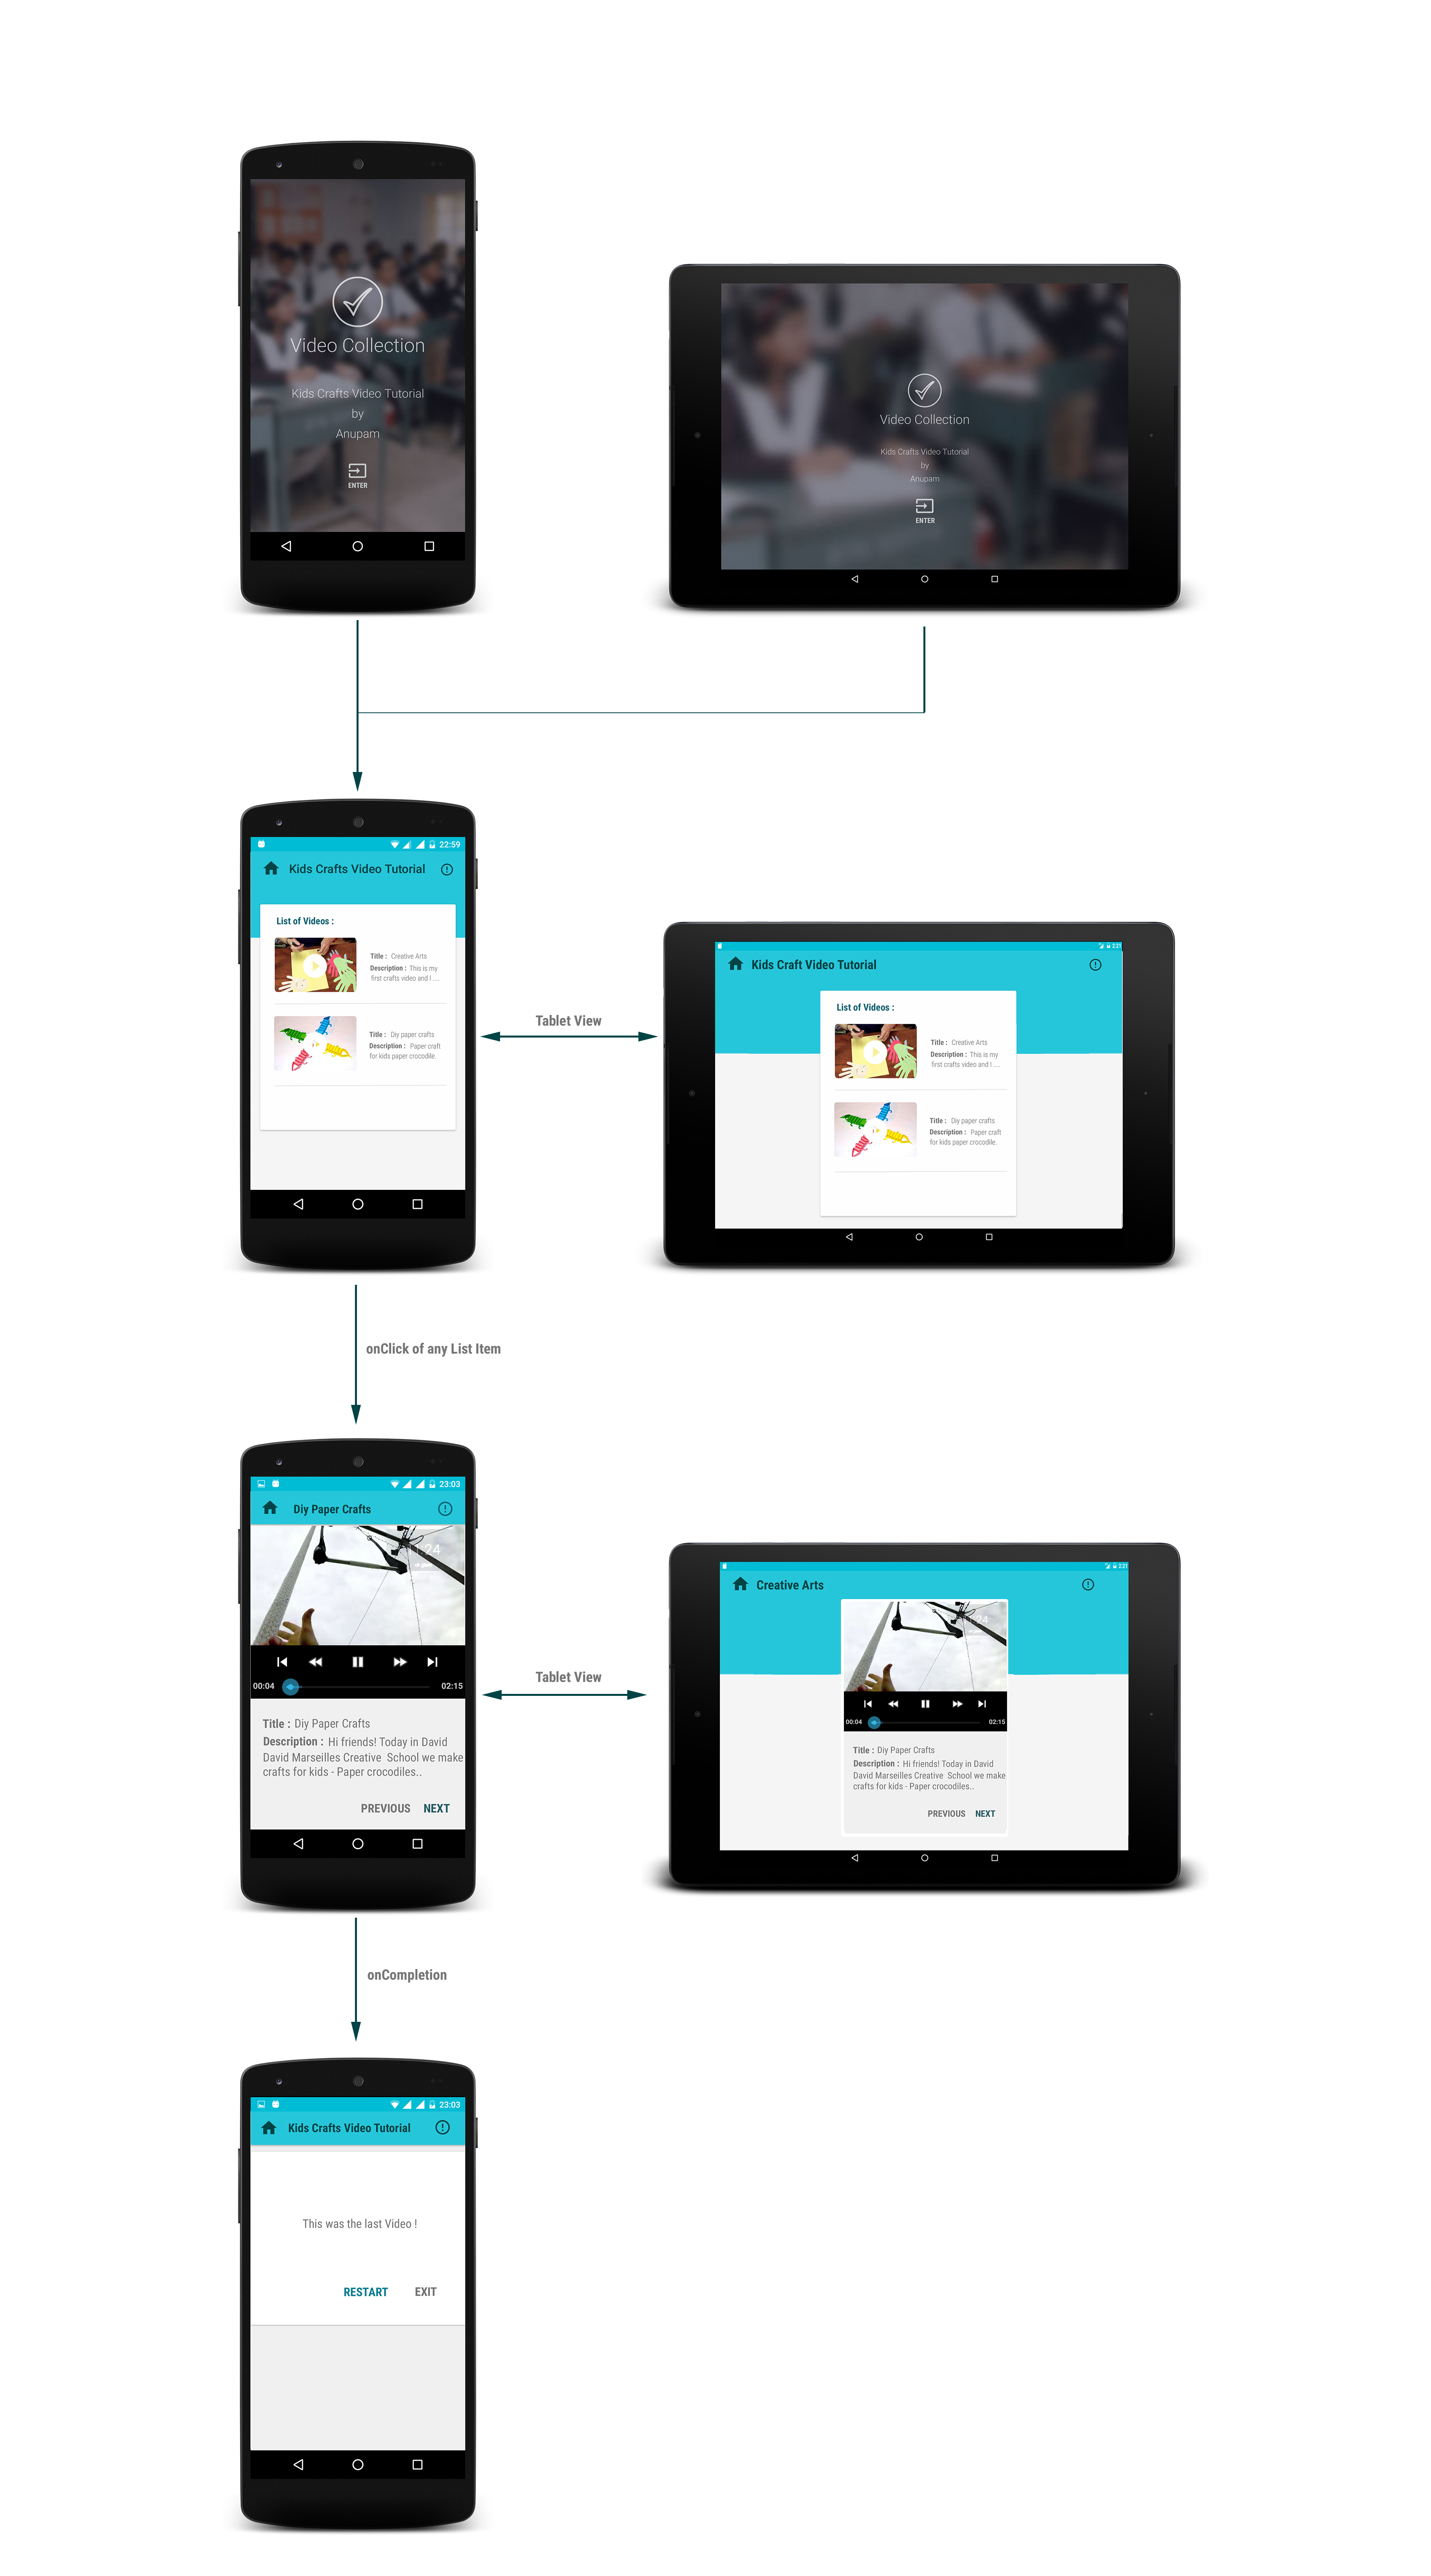 Video Collection
Kids Crafts Video Tutorial
by
Anupam
ENTER
Video Collection
Kids Crafts Video Tutorial
by
Anupam
ENTER
22:59
Kids Crafts Video Tutorial
List of Videos :
Title : Creative Arts
Description : This is my
first crafts video and I ....
Title : Diy paper crafts
Description : Paper craft
for kids paper crocodile.
Tablet View
2:21
Kids Craft Video Tutorial
List of Videos :
Title : Creative Arts
Description : This is my
first crafts video and I ....
Title : Diy paper crafts
Description : Paper craft
for kids paper crocodile.
onClick of any List Item
23:03
Diy Paper Crafts
00:04
02:15
Title : Diy Paper Crafts
Description : Hi friends! Today in David
David Marseilles Creative School we make
crafts for kids - Paper crocodiles..
PREVIOUS NEXT
Tablet View
2:21
Creative Arts
00:04
02:15
Title : Diy Paper Crafts
Description : Hi friends! Today in David
David Marseilles Creative School we make
crafts for kids - Paper crocodiles..
PREVIOUS NEXT
onCompletion
23:03
Kids Crafts Video Tutorial
This was the last Video !
RESTART EXIT